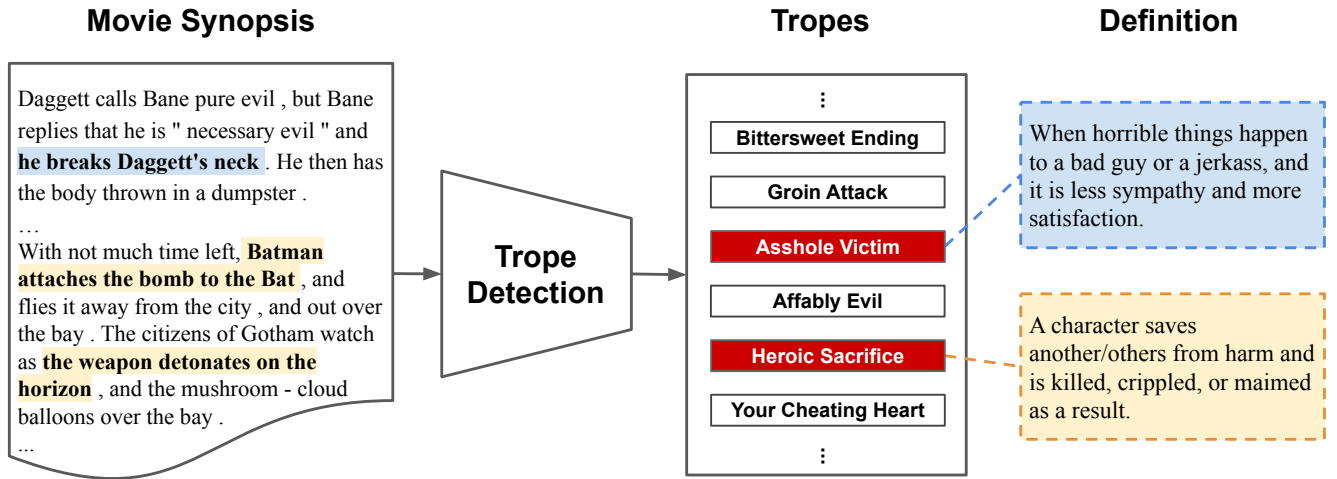 Movie Synopsis
Daggett calls Bane pure evil , but Bane
replies that he is " necessary evil " and
he breaks Daggett's neck . He then has
the body thrown in a dumpster .
…
With not much time left, Batman
attaches the bomb to the Bat , and
flies it away from the city , and out over
the bay . The citizens of Gotham watch
as the weapon detonates on the
horizon , and the mushroom - cloud
balloons over the bay .
...
Trope
Detection
Tropes
...
Bittersweet Ending
Groin Attack
Asshole Victim
Affably Evil
Heroic Sacrifice
Your Cheating Heart
...
Definition
When horrible things happen
to a bad guy or a jerkass, and
it is less sympathy and more
satisfaction.
A character saves
another/others from harm and
is killed, crippled, or maimed
as a result.